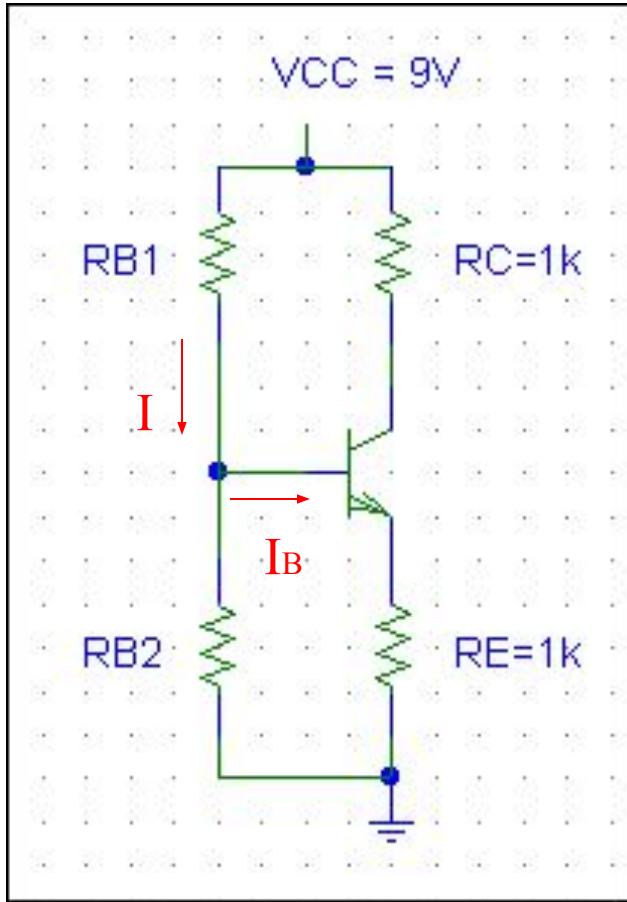 VCC = 9V
RB1
RC=1k
I
IB
RB2
RE=1k